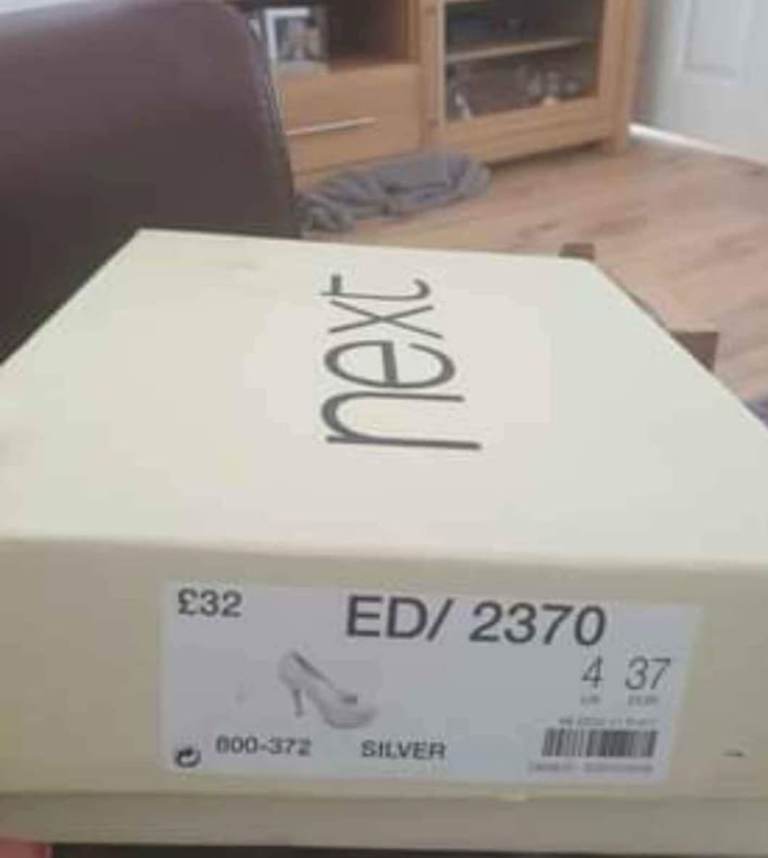 next
£32 ED/ 2370
4 37
UK EUR
800-372 SILVER